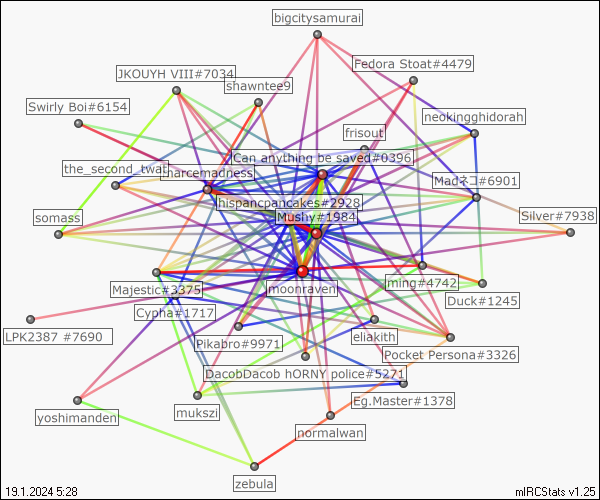 bigcitysamurai
Fedora Stoat#4479
JKOUYH VIII#7034
shawntee9
Swirly Boi#6154
neokingghidorah
frisout
Can anything be saved#0396
the_second_twat
narcemadness
Madネコ#6901
hispancpancakes#2928
Mushy#1984
somass
Silver#7938
Majestic#3375
moonraven
ming#4742
Duck#1245
Cypha#1717
LPK2387 #7690
Pikabro#9971
eliakith
Pocket Persona#3326
DacobDacob hORNY police#5271
Eg.Master#1378
yoshimanden
mukszi
normalwan
zebula
19.1.2024 5:28
mIRCStats v1.25